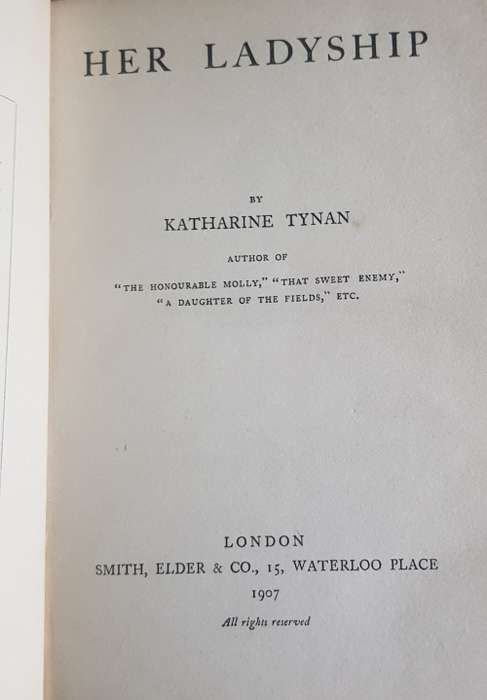 HER LADYSHIP
BY
KATHARINE TYNAN
AUTHOR OF
"THE HONOURABLE MOLLY," "THAT SWEET ENEMY,"
"A DAUGHTER OF THE FIELDS," ETC.
LONDON
SMITH, ELDER & CO., 15, WATERLOO PLACE
1907
All rights reserved